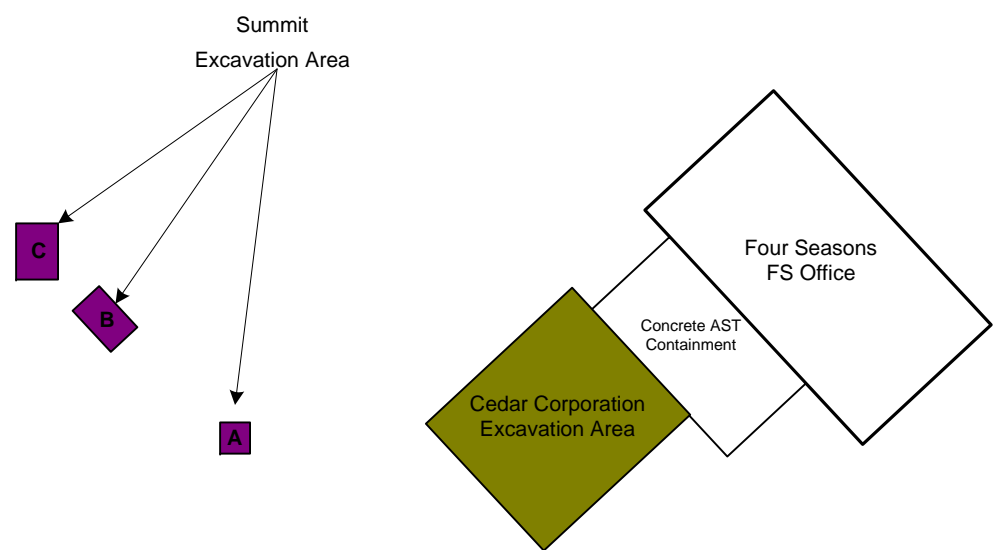 Summit
Excavation Area
C
B
A
Four Seasons
FS Office
Concrete AST
Containment
Cedar Corporation
Excavation Area